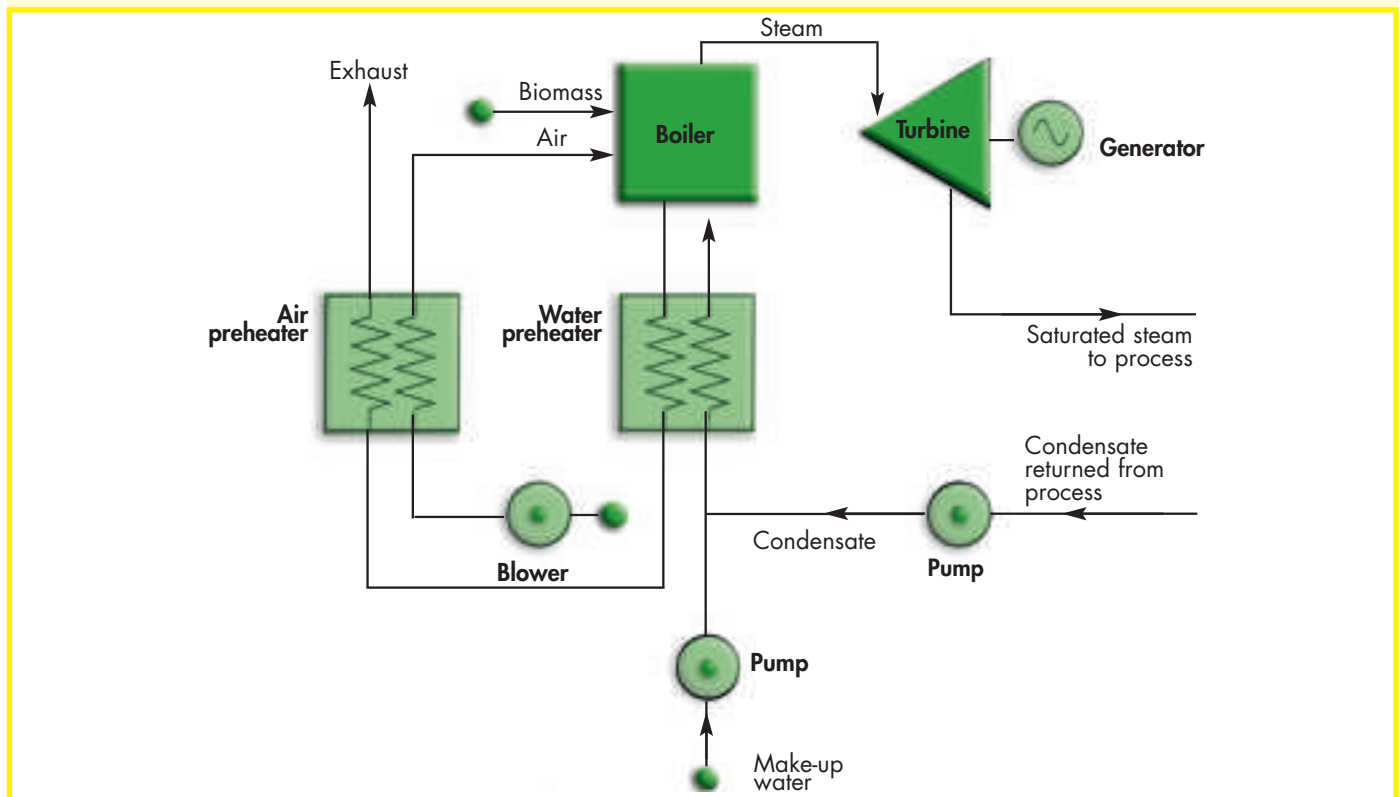 Steam
Exhaust
Biomass
Air
Boiler
Turbine
Generator
Air
preheater
Water
preheater
Saturated steam
to process
Condensate
returned from
process
Condensate
Blower
Pump
Pump
Make-up
water